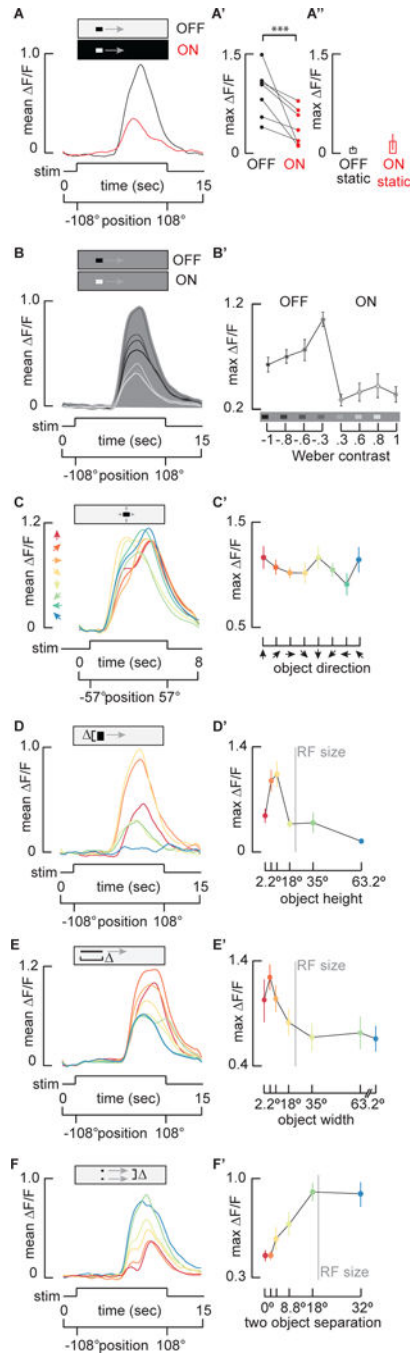 A
OFF
ON
mean ΔF/F
1.0
0
stim
0
time (sec)
15
-108° position 108°
A'
***
max ΔF/F
1.5
0
OFF
ON
A''
max ΔF/F
1.5
0
OFF
static
ON
static
B
OFF
ON
mean ΔF/F
1.0
0
stim
0
time (sec)
15
-108° position 108°
B'
OFF
ON
max ΔF/F
1.2
0.2
-1 -.8 -.6 -.3 .3 .6 .8 1
Weber contrast
C
mean ΔF/F
1.2
0
stim
0
time (sec)
8
-57° position 57°
C'
max ΔF/F
1.5
0.5
object direction
D
Δ
mean ΔF/F
1.0
0
stim
0
time (sec)
15
-108° position 108°
D'
RF size
max ΔF/F
1.4
0
2.2° 18° 35° 63.2°
object height
E
Δ
mean ΔF/F
1.2
0
stim
0
time (sec)
15
-108° position 108°
E'
RF size
max ΔF/F
1.4
0.4
2.2° 18° 35° 63.2°
object width
F
Δ
mean ΔF/F
1.0
0
stim
0
time (sec)
15
-108° position 108°
F'
max ΔF/F
1.0
0.3
RF size
0° 8.8° 18° 32°
two object separation